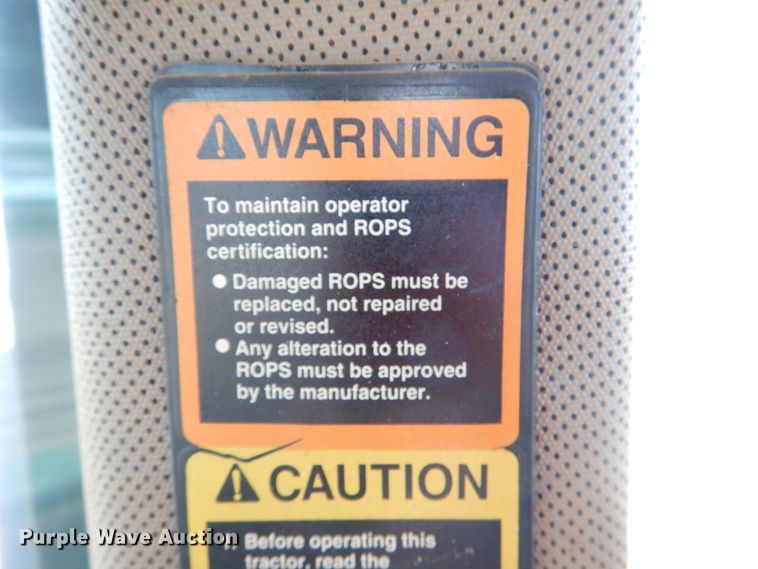 WARNING
To maintain operator
protection and ROPS
certification:
● Damaged ROPS must be
replaced, not repaired
or revised.
● Any alteration to the
ROPS must be approved
by the manufacturer.
CAUTION
1. Before operating this
tractor, read the
Purple Wave Auction